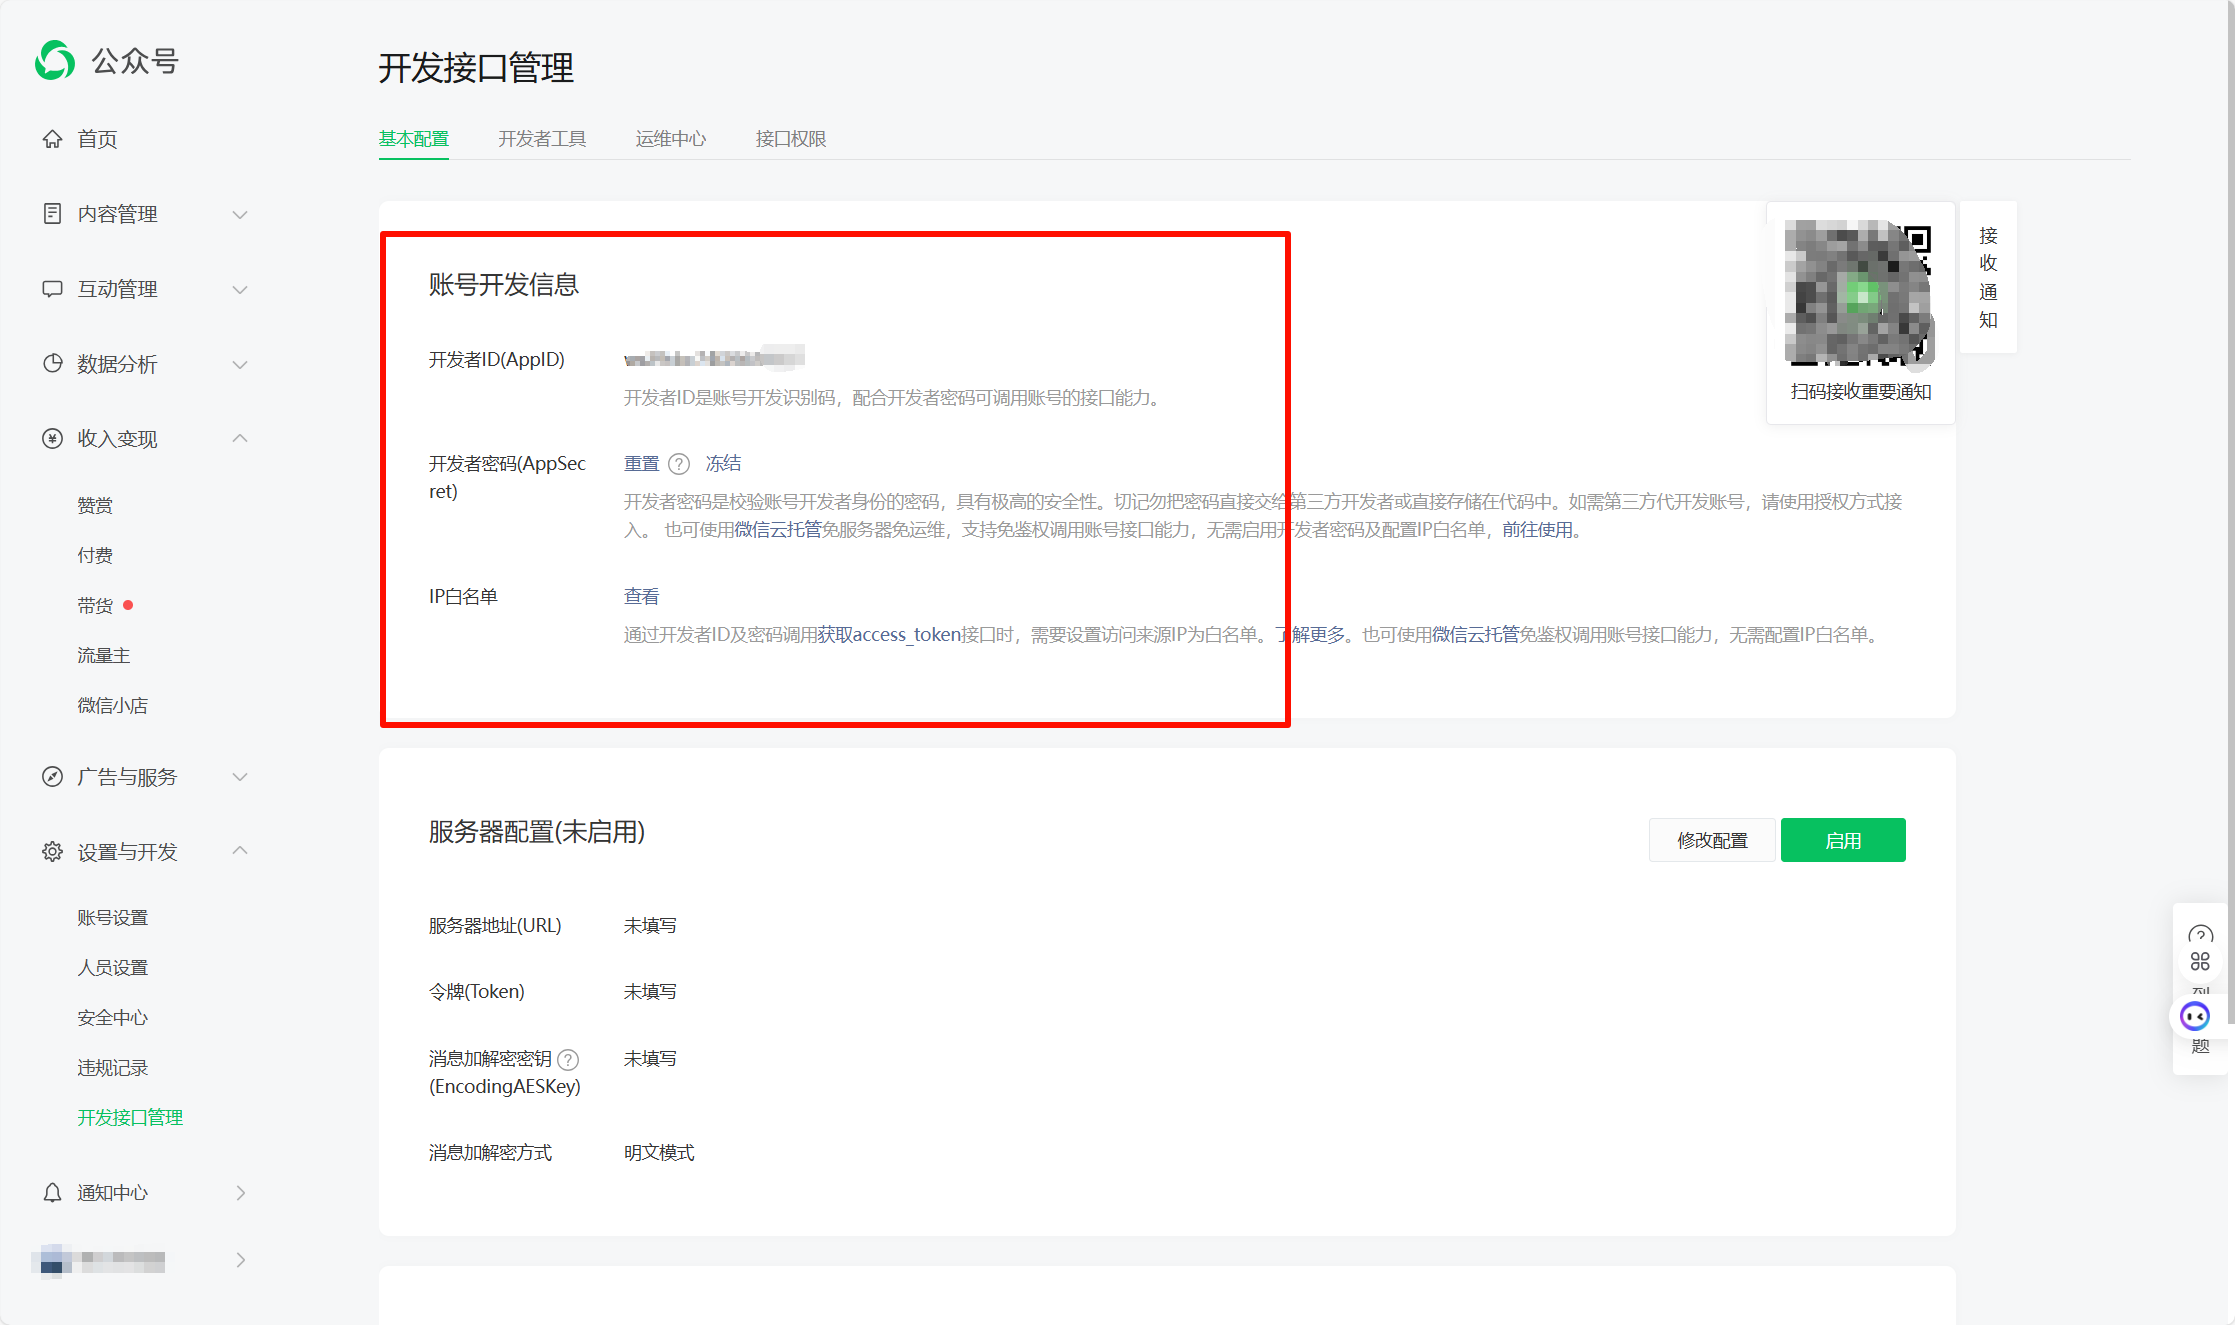 公众号
首页
内容管理
互动管理
数据分析
收入变现
赞赏
付费
带货
流量主
微信小店
广告与服务
设置与开发
账号设置
人员设置
安全中心
违规记录
开发接口管理
通知中心
开发接口管理
基本配置 开发者工具 运维中心 接口权限
账号开发信息
开发者ID(AppID)
开发者ID是账号开发识别码，配合开发者密码可调用账号的接口能力。
开发者密码(AppSec
ret)
重置 ? 冻结
开发者密码是校验账号开发者身份的密码，具有极高的安全性。切记勿把密码直接交给第三方开发者或直接存储在代码中。如需第三方代开发账号，请使用授权方式接
入。 也可使用微信云托管免服务器免运维，支持免鉴权调用账号接口能力，无需启用开发者密码及配置IP白名单，前往使用。
IP白名单 查看
通过开发者ID及密码调用获取access_token接口时，需要设置访问来源IP为白名单。了解更多。也可使用微信云托管免鉴权调用账号接口能力，无需配置IP白名单。
扫码接收重要通知
接
收
通
知
服务器配置(未启用)
修改配置 启用
服务器地址(URL) 未填写
令牌(Token) 未填写
消息加解密密钥 ? 未填写
(EncodingAESKey)
消息加解密方式 明文模式
?
题